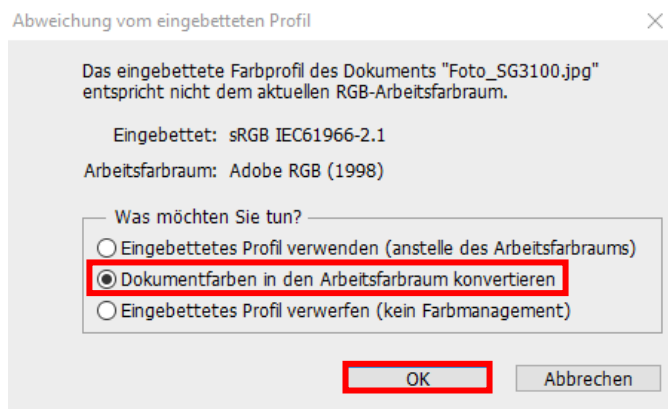 Abweichung vom eingebetteten Profil
Das eingebettete Farbprofil des Dokuments "Foto_SG3100.jpg"
entspricht nicht dem aktuellen RGB-Arbeitsfarbraum.
Eingebettet: sRGB IEC61966-2.1
Arbeitsfarbraum: Adobe RGB (1998)
Was möchten Sie tun?
Eingebettetes Profil verwenden (anstelle des Arbeitsfarbraums)
Dokumentfarben in den Arbeitsfarbraum konvertieren
Eingebettetes Profil verwerfen (kein Farbmanagement)
OK Abbrechen